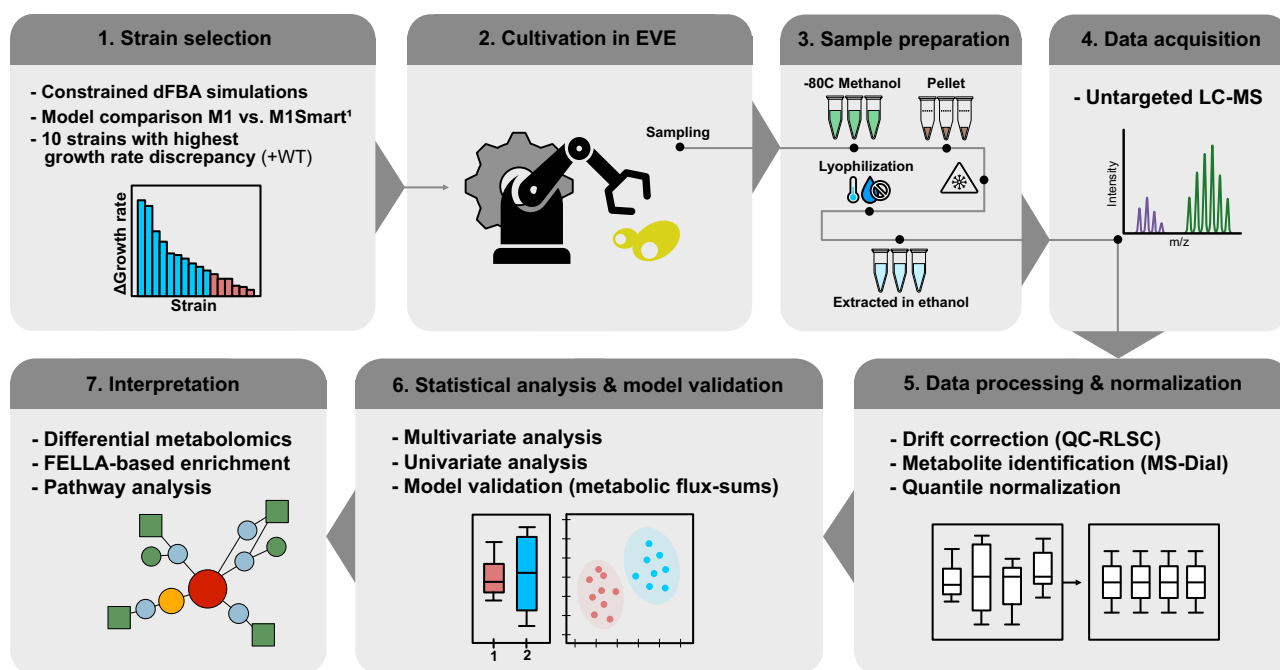 1. Strain selection
- Constrained dFBA simulations
- Model comparison M1 vs. M1Smart¹
- 10 strains with highest
growth rate discrepancy (+WT)
ΔGrowth rate
Strain
2. Cultivation in EVE
Sampling
3. Sample preparation
-80C Methanol
Pellet
Lyophilization
Extracted in ethanol
4. Data acquisition
- Untargeted LC-MS
Intensity
m/z
5. Data processing & normalization
- Drift correction (QC-RLSC)
- Metabolite identification (MS-Dial)
- Quantile normalization
6. Statistical analysis & model validation
- Multivariate analysis
- Univariate analysis
- Model validation (metabolic flux-sums)
1 2
7. Interpretation
- Differential metabolomics
- FELLA-based enrichment
- Pathway analysis